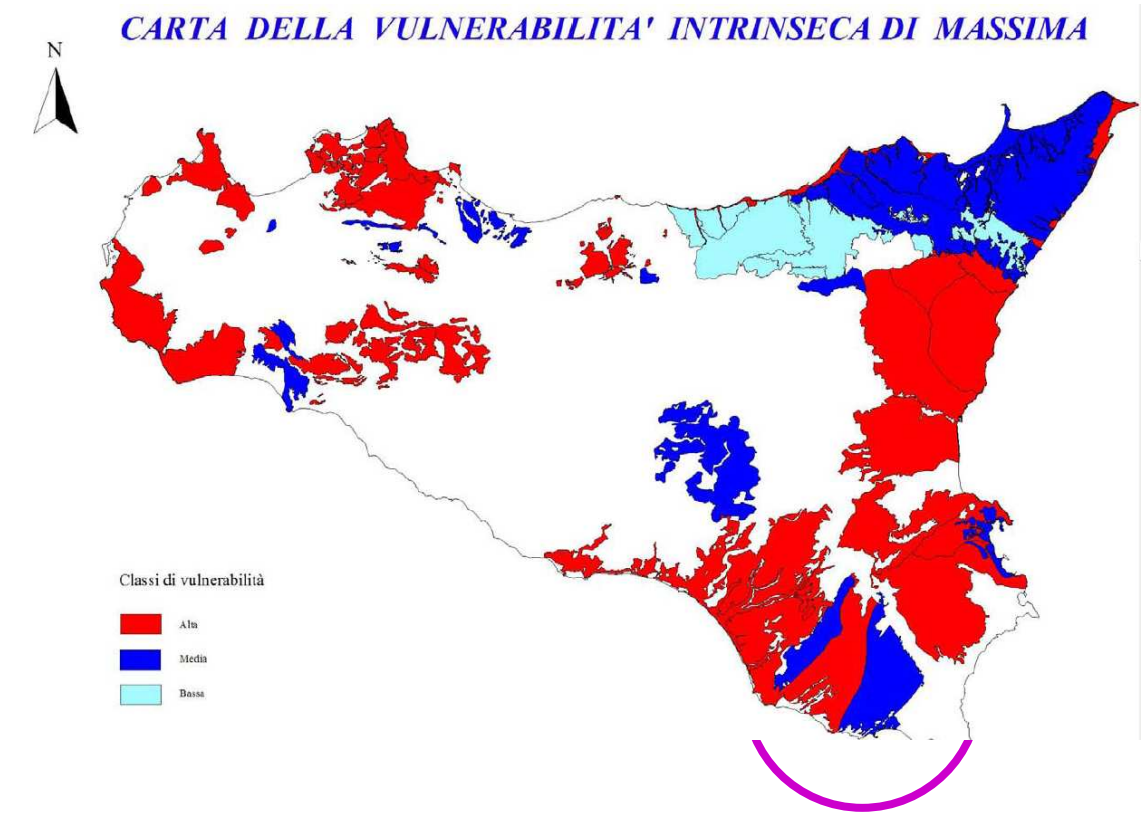 CARTA DELLA VULNERABILITA' INTRINSECA DI MASSIMA
N
Classi di vulnerabilità
Alta
Media
Bassa